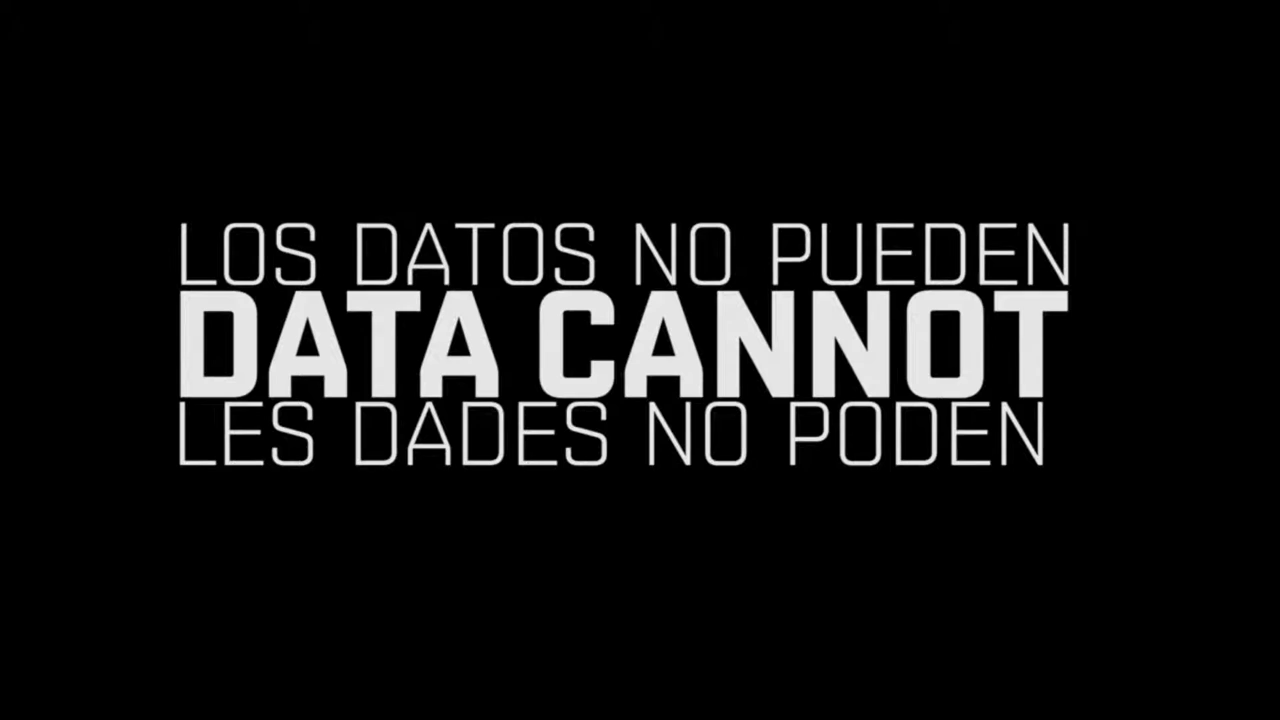 LOS DATOS NO PUEDEN
DATA CANNOT
LES DADES NO PODEN